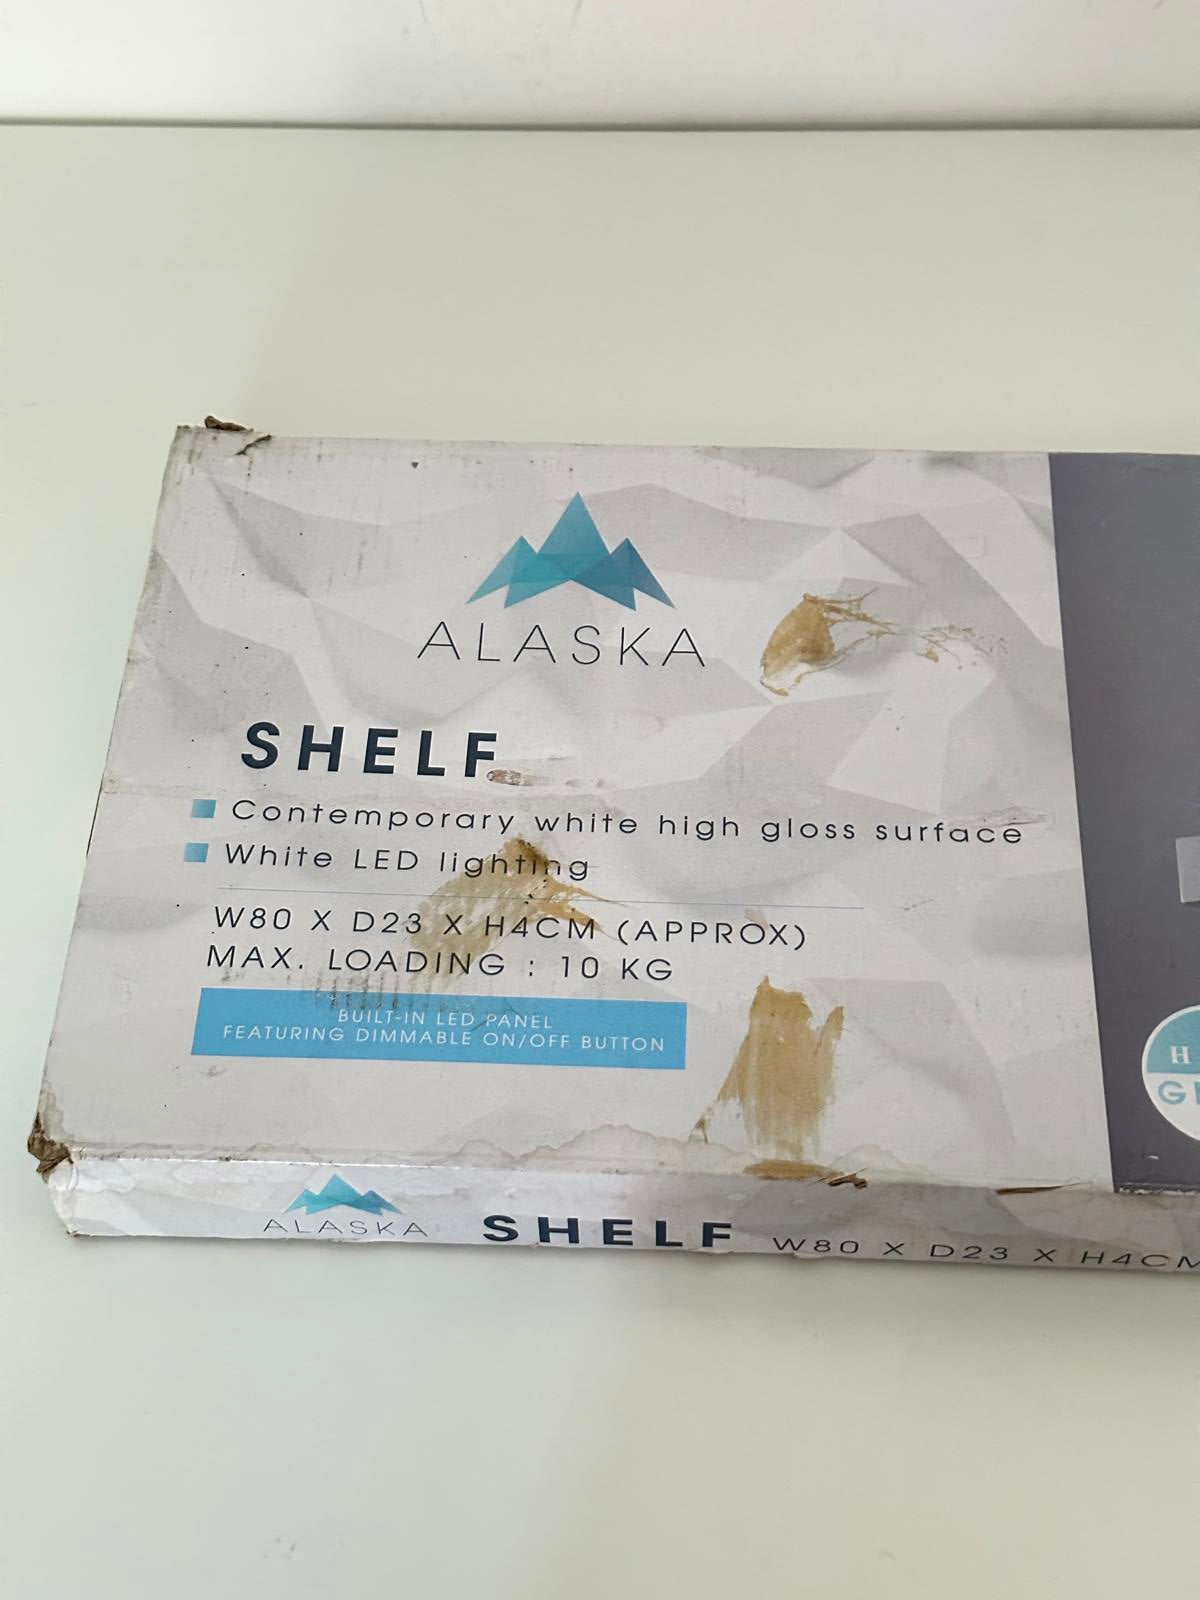 ALASKA
SHELF
Contemporary white high gloss surface
White LED lighting
W80 X D23 X H4CM (APPROX)
MAX. LOADING : 10 KG
BUILT-IN LED PANEL
FEATURING DIMMABLE ON/OFF BUTTON
H
G
ALASKA SHELF W80 X D23 X H4CM